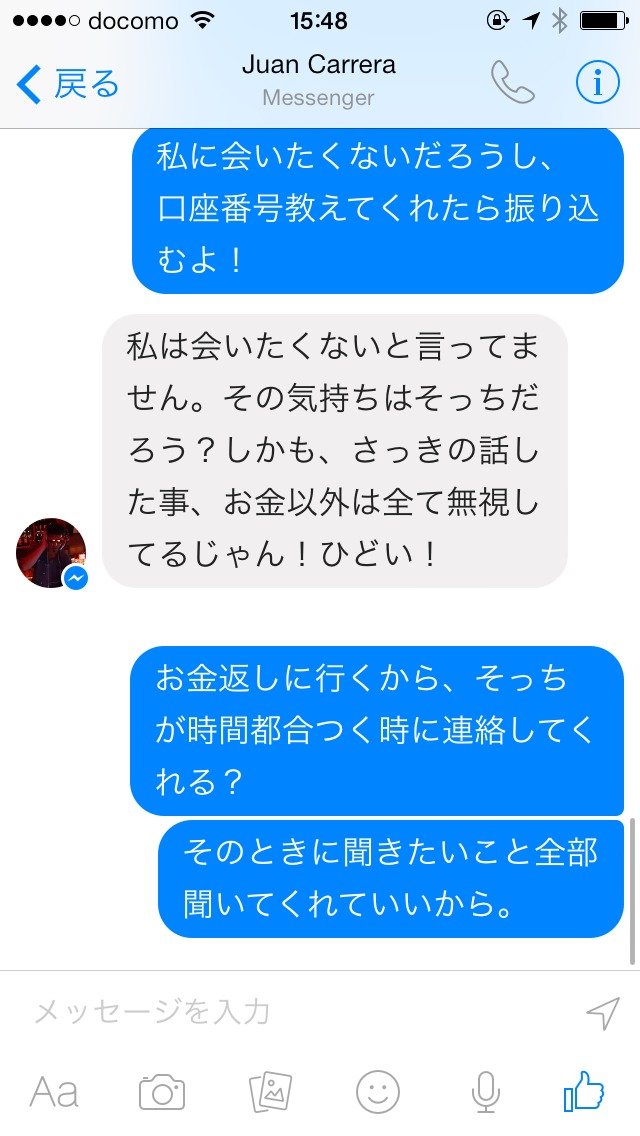 docomo 15:48
戻る
Juan Carrera
Messenger
私に会いたくないだろうし、
口座番号教えてくれたら振り込
むよ！
私は会いたくないと言ってま
せん。その気持ちはそっちだ
ろう？しかも、さっきの話し
た事、お金以外は全て無視し
てるじゃん！ひどい！
お金返しに行くから、そっち
が時間都合つく時に連絡してく
れる？
そのときに聞きたいこと全部
聞いてくれていいから。
メッセージを入力
Aa